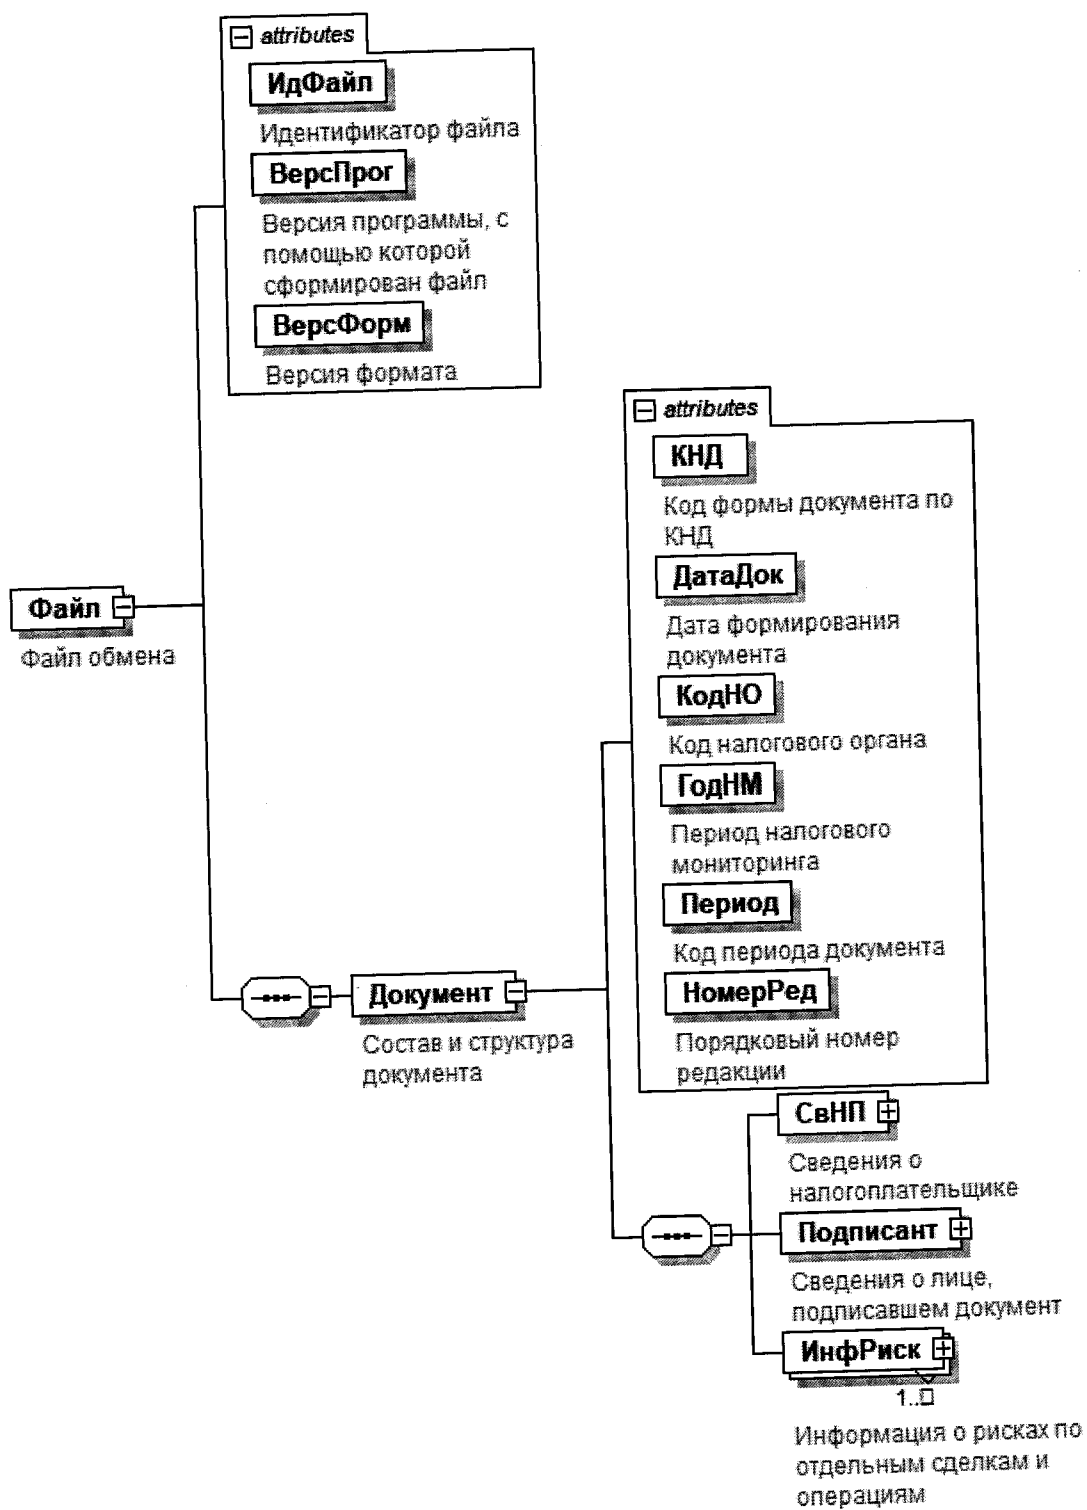 attributes
ИдФайл
Идентификатор файла
ВерсПрог
Версия программы, с
помощью которой
сформирован файл
ВерсФорм
Версия формата
Файл
Файл обмена
attributes
КНД
Код формы документа по
КНД
ДатаДок
Дата формирования
документа
КодНО
Код налогового органа
ГодНМ
Период налогового
мониторинга
Период
Код периода документа
НомерРед
Порядковый номер
редакции
Документ
Состав и структура
документа
СвНП
Сведения о
налогоплательщике
Подписант
Сведения о лице,
подписавшем документ
ИнфРиск
1..□
Информация о рисках по
отдельным сделкам и
операциям